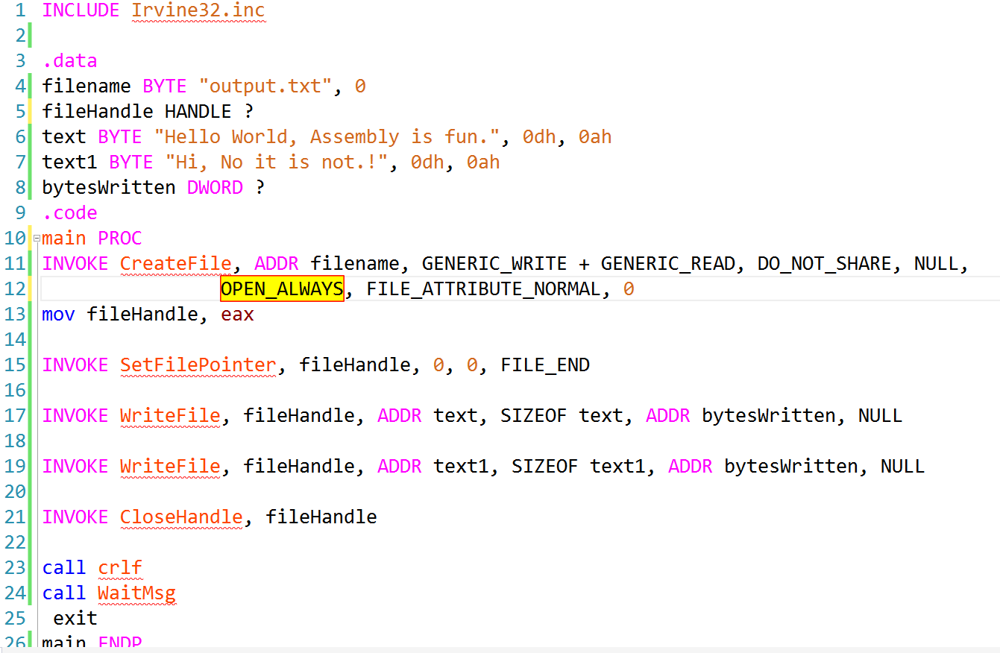 1 INCLUDE Irvine32.inc
2
3 .data
4 filename BYTE "output.txt", 0
5 fileHandle HANDLE ?
6 text BYTE "Hello World, Assembly is fun.", 0dh, 0ah
7 text1 BYTE "Hi, No it is not.!", 0dh, 0ah
8 bytesWritten DWORD ?
9 .code
10 main PROC
11 INVOKE CreateFile, ADDR filename, GENERIC_WRITE + GENERIC_READ, DO_NOT_SHARE, NULL,
12 OPEN_ALWAYS, FILE_ATTRIBUTE_NORMAL, 0
13 mov fileHandle, eax
14
15 INVOKE SetFilePointer, fileHandle, 0, 0, FILE_END
16
17 INVOKE WriteFile, fileHandle, ADDR text, SIZEOF text, ADDR bytesWritten, NULL
18
19 INVOKE WriteFile, fileHandle, ADDR text1, SIZEOF text1, ADDR bytesWritten, NULL
20
21 INVOKE CloseHandle, fileHandle
22
23 call crlf
24 call WaitMsg
25 exit
26 main ENDP